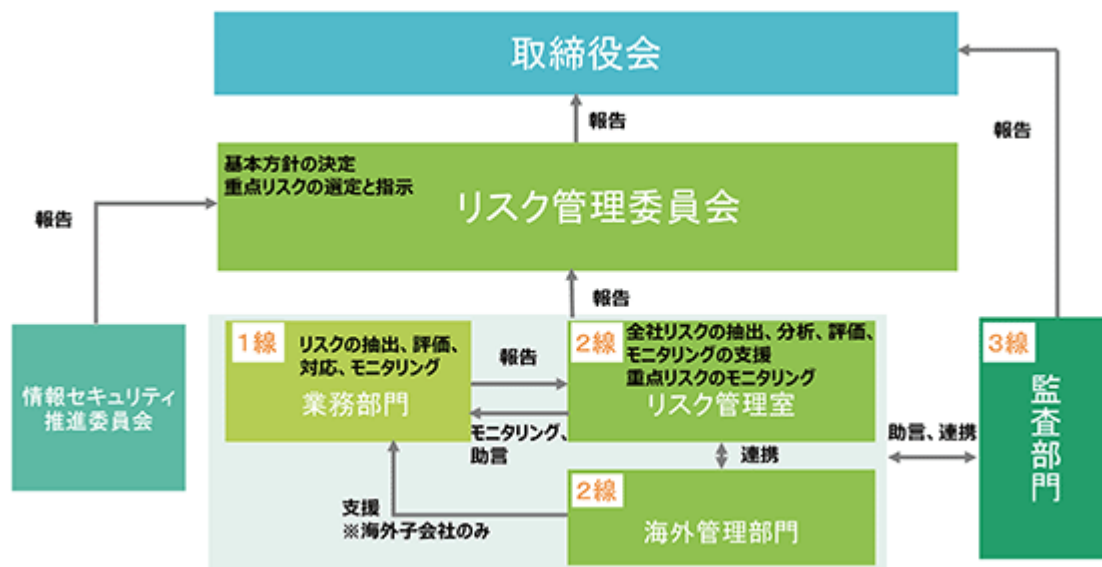 取締役会
報告
報告
基本方針の決定
重点リスクの選定と指示
リスク管理委員会
報告
報告
1線
リスクの抽出、評価、
対応、モニタリング
業務部門
報告
モニタリング、
助言
2線
全社リスクの抽出、分析、評価、
モニタリングの支援
重点リスクのモニタリング
リスク管理室
3線
監査部門
情報セキュリティ
推進委員会
助言、連携
連携
支援
※海外子会社のみ
2線
海外管理部門